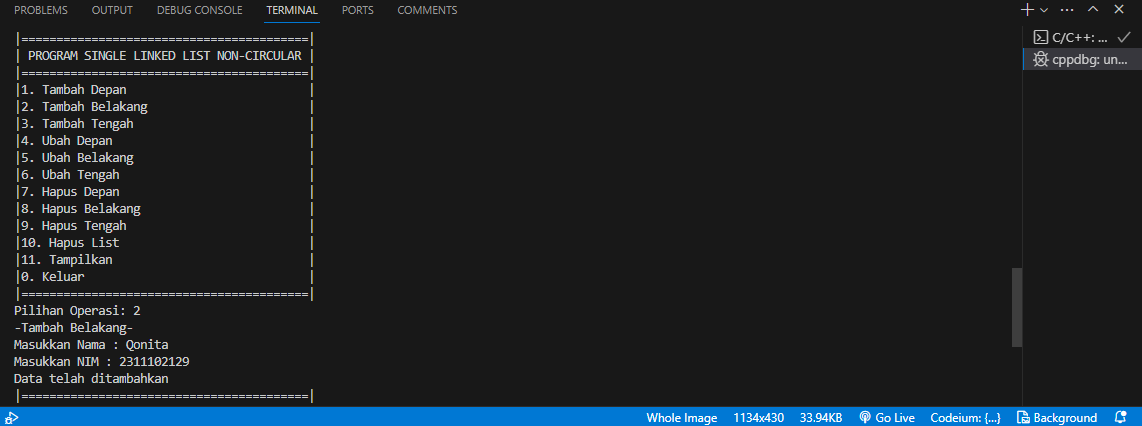 PROBLEMS OUTPUT DEBUG CONSOLE TERMINAL PORTS COMMENTS
|=========================================|
| PROGRAM SINGLE LINKED LIST NON-CIRCULAR |
|=========================================|
|1. Tambah Depan |
|2. Tambah Belakang |
|3. Tambah Tengah |
|4. Ubah Depan |
|5. Ubah Belakang |
|6. Ubah Tengah |
|7. Hapus Depan |
|8. Hapus Belakang |
|9. Hapus Tengah |
|10. Hapus List |
|11. Tampilkan |
|0. Keluar |
|=========================================|
Pilihan Operasi: 2
-Tambah Belakang-
Masukkan Nama : Qonita
Masukkan NIM : 2311102129
Data telah ditambahkan
|=========================================|
C/C++: ...
cppdbg: un...
Whole Image 1134x430 33.94KB Go Live Codeium: {...} Background